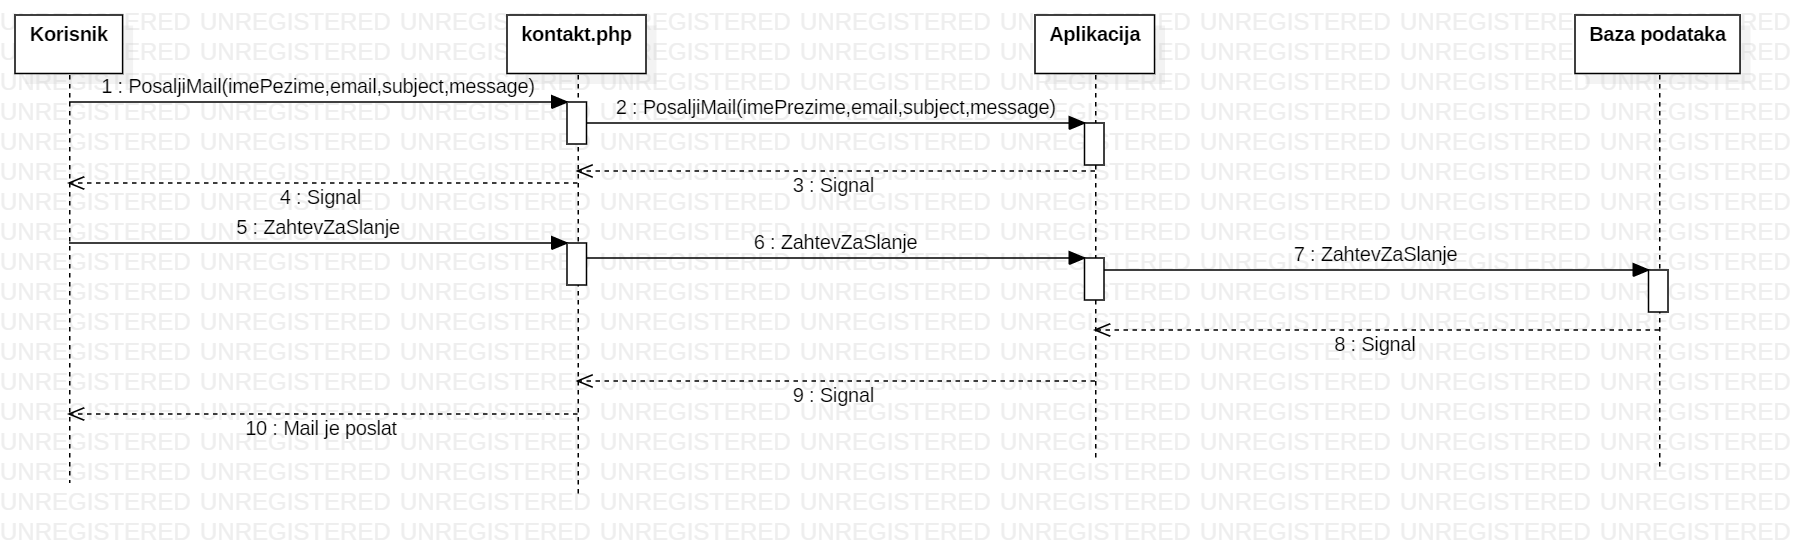 Korisnik
kontakt.php
Aplikacija
Baza podataka
1 : PosaljiMail(imePezime,email,subject,message)
2 : PosaljiMail(imePrezime,email,subject,message)
3 : Signal
4 : Signal
5 : ZahtevZaSlanje
6 : ZahtevZaSlanje
7 : ZahtevZaSlanje
8 : Signal
9 : Signal
10 : Mail je poslat
UNREGISTERED